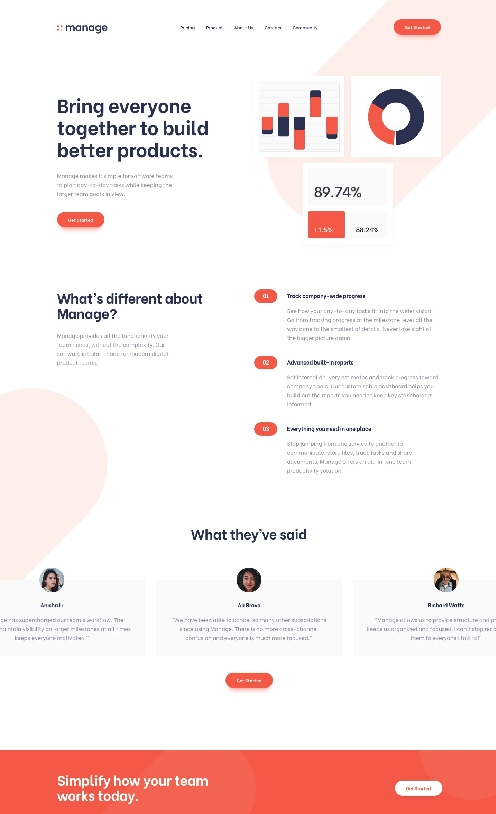 manage
Pricing Product About Us Careers Community
Get Started
Bring everyone
together to build
better products.
Manage makes it simple for software teams
to plan day-to-day tasks while keeping the
larger team goals in view.
Get Started
89.74%
1.5%
88.24%
What's different about
Manage?
Manage provides all the functionality your
team needs, without the complexity. Our
software is tailor-made for modern digital
product teams.
01 Track company-wide progress
See how your day-to-day tasks fit into the wider vision.
Go from tracking progress at the milestone level all the
way done to the smallest of details. Never lose sight of
the bigger picture again.
02 Advanced built-in reports
Set internal delivery estimates and track progress toward
company goals. Our customisable dashboard helps you
build out the reports you need to keep key stakeholders
informed.
03 Everything you need in one place
Stop jumping from one service to another to
communicate, store files, track tasks and share
documents. Manage offers an all-in-one team
productivity solution.
What they've said
Anisha Li
ge has supercharged our team's workflow. The
maintain visibility on larger milestones at all times
keeps everyone motivated."
Ali Bravo
"We have been able to cancel so many other subscriptions
since using Manage. There is no more cross-channel
confusion and everyone is much more focused."
Richard Watts
"Manage allows us to provide structure and pr
keeps us organized and focused. I can't stop recom
them to everyone I talk to!"
Get Started
Simplify how your team
works today.
Get Started